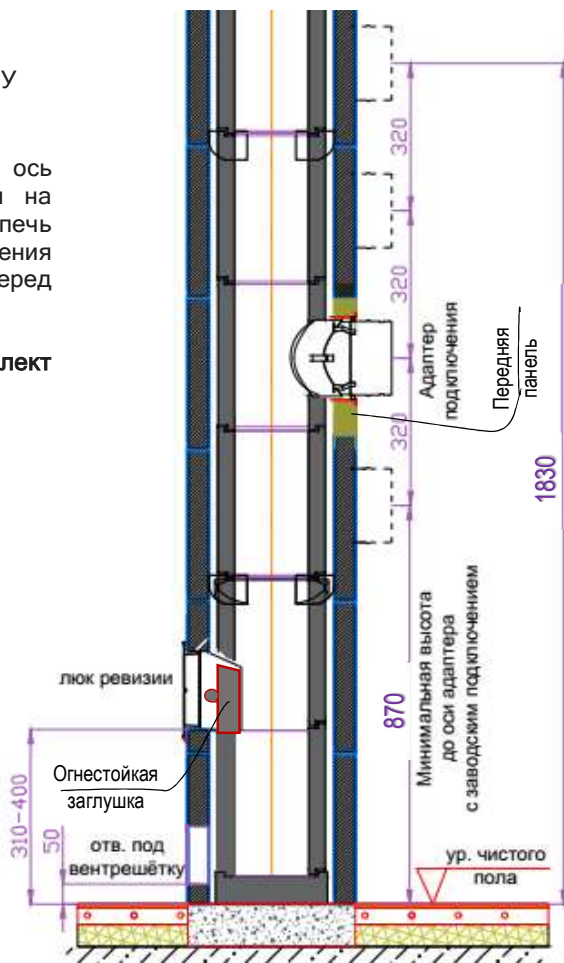 У
ось
на
печь
ения
еред
лект
320
320
320
Адаптер
подключения
Передняя
панель
1830
870
Минимальная высота
до оси адаптера
с заводским подключением
люк ревизии
Огнестойкая
заглушка
310-400
50
отв. под
вентрешётку
ур. чистого
пола